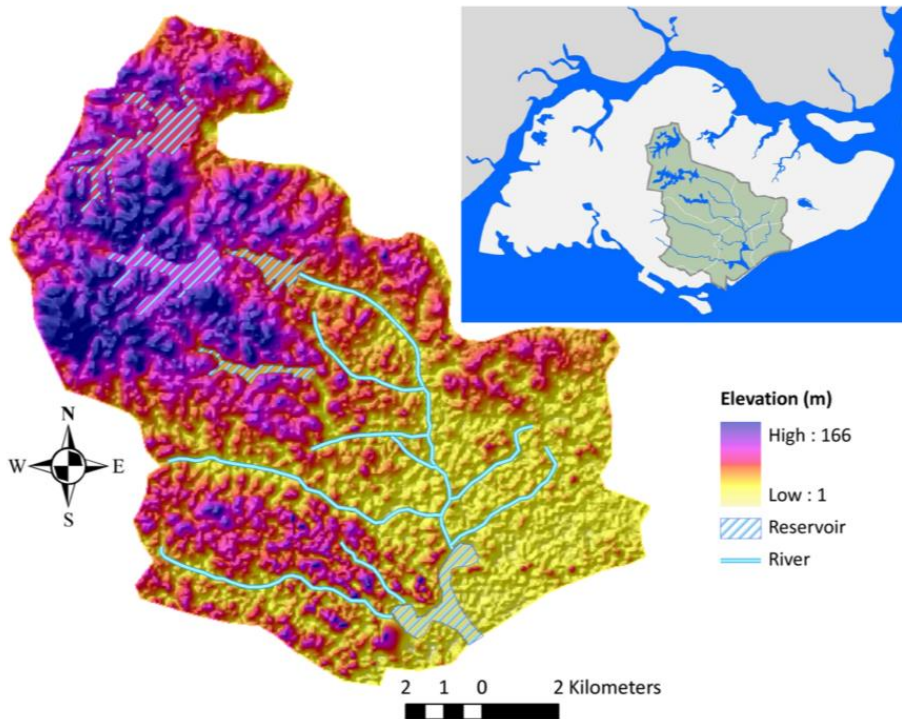 N
W E
S
Elevation (m)
High : 166
Low : 1
Reservoir
River
2 1 0 2 Kilometers